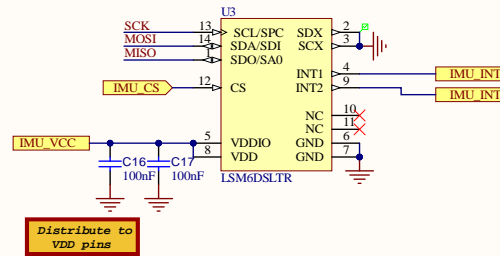 U3
SCK 13 SCL/SPC SDX 2
MOSI 14 SDA/SDI SCX 3
MISO 1 SDO/SA0
INT1 4 IMU_INT
IMU_CS 12 CS INT2 9 IMU_INT
NC 10
NC 11
IMU_VCC 5 VDDIO GND 6
8 VDD GND 7
C16 C17
100nF 100nF
LSM6DSLTR
Distribute to
VDD pins